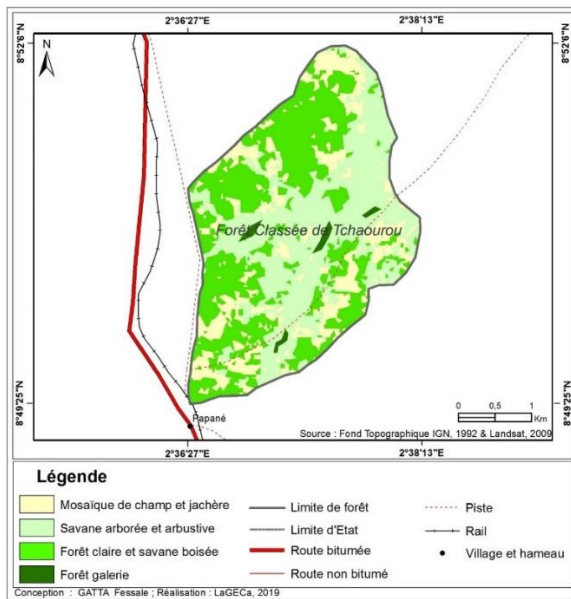 2°36'27"E 2°38'13"E
8°52'6"N 8°52'6"N
N
Forêt Classée de Tchaourou
8°49'25"N 8°49'25"N
0 0,5 1
Km
Papané
Source : Fond Topographique IGN, 1992 & Landsat, 2009
2°36'27"E 2°38'13"E
Légende
Mosaïque de champ et jachère
Savane arborée et arbustive
Forêt claire et savane boisée
Forêt galerie
Limite de forêt
Limite d'Etat
Route bitumée
Route non bitumé
Piste
Rail
Village et hameau
Conception : GATTA Fessale ; Réalisation : LaGECa, 2019